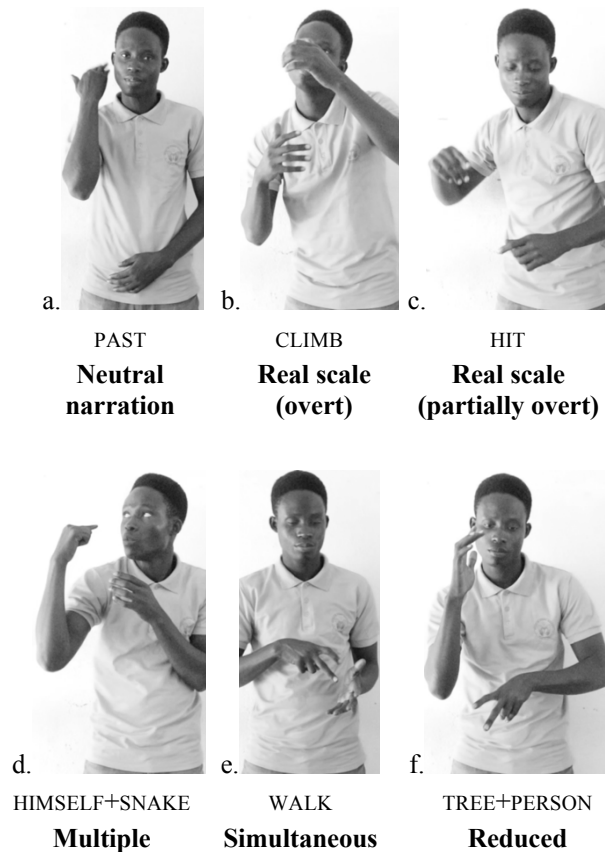 a. b. c.
PAST CLIMB HIT
Neutral Real scale Real scale
narration (overt) (partially overt)
d. e. f.
HIMSELF+SNAKE WALK TREE+PERSON
Multiple Simultaneous Reduced